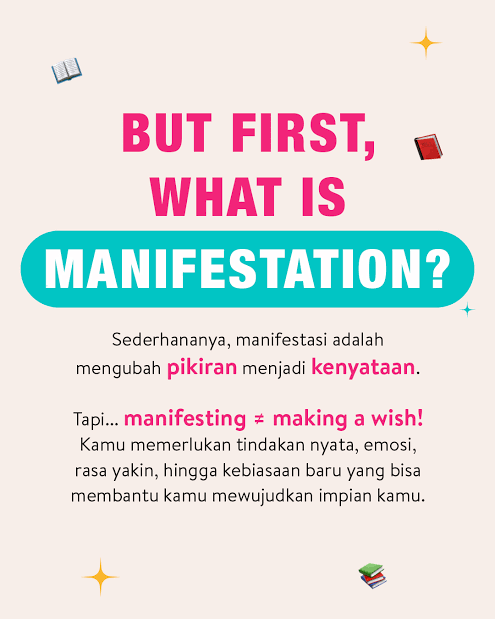 BUT FIRST,
WHAT IS
MANIFESTATION?
Sederhananya, manifestasi adalah
mengubah pikiran menjadi kenyataan.
Tapi... manifesting ≠ making a wish!
Kamu memerlukan tindakan nyata, emosi,
rasa yakin, hingga kebiasaan baru yang bisa
membantu kamu mewujudkan impian kamu.